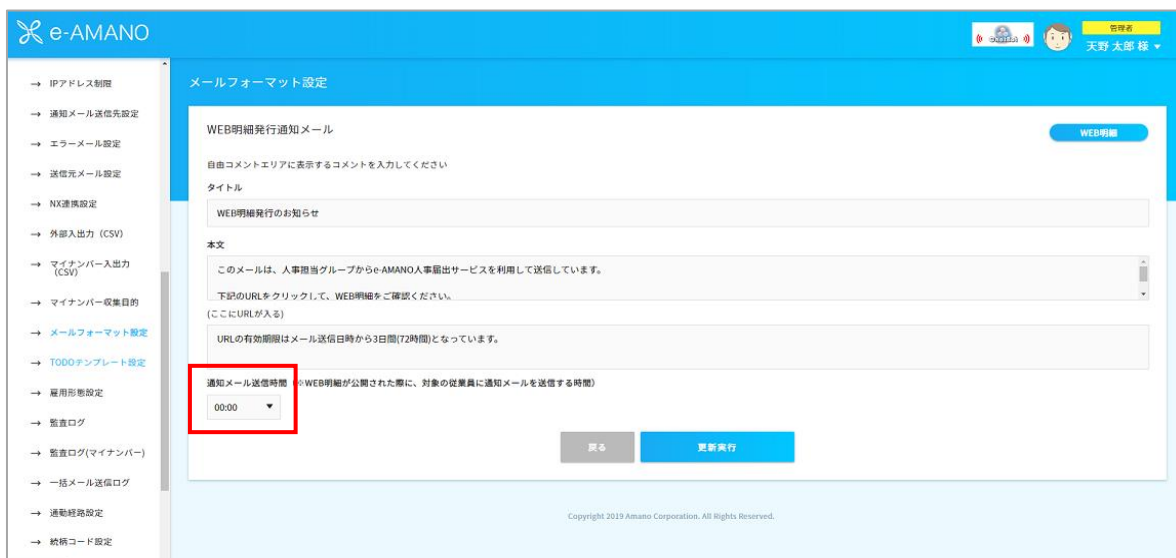 e-AMANO
管理者
天野 太郎 様 ▼
→ IPアドレス制限
→ 通知メール送信先設定
→ エラーメール設定
→ 送信元メール設定
→ NX連携設定
→ 外部入出力（CSV）
→ マイナンバー入出力
（CSV）
→ マイナンバー収集目的
→ メールフォーマット設定
→ TODOテンプレート設定
→ 雇用形態設定
→ 監査ログ
→ 監査ログ(マイナンバー)
→ 一括メール送信ログ
→ 通勤経路設定
→ 続柄コード設定
メールフォーマット設定
WEB明細発行通知メール
WEB明細
自由コメントエリアに表示するコメントを入力してください
タイトル
WEB明細発行のお知らせ
本文
このメールは、人事担当グループからe-AMANO人事届出サービスを利用して送信しています。
下記のURLをクリックして、WEB明細をご確認ください。
(ここにURLが入る)
URLの有効期限はメール送信日時から3日間(72時間)となっています。
通知メール送信時間（※WEB明細が公開された際に、対象の従業員に通知メールを送信する時間）
00:00 ▼
戻る
更新実行
Copyright 2019 Amano Corporation. All Rights Reserved.